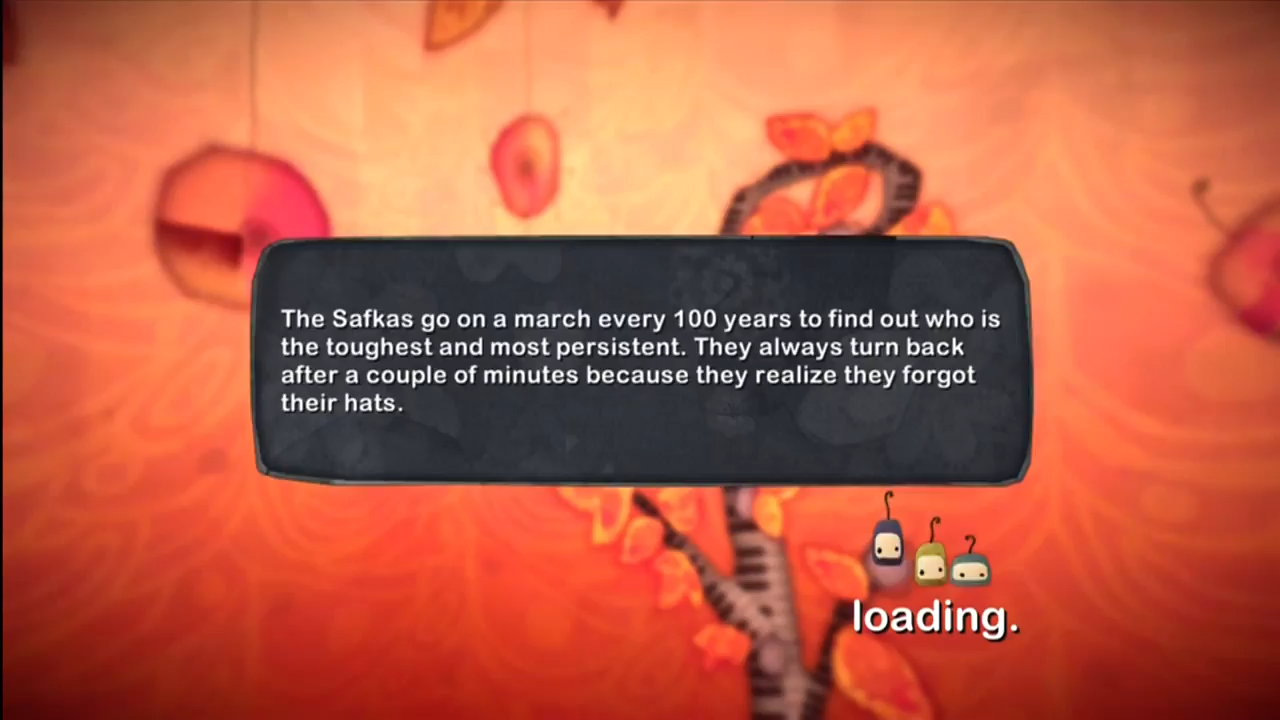 The Safkas go on a march every 100 years to find out who is
the toughest and most persistent. They always turn back
after a couple of minutes because they realize they forgot
their hats.
loading.